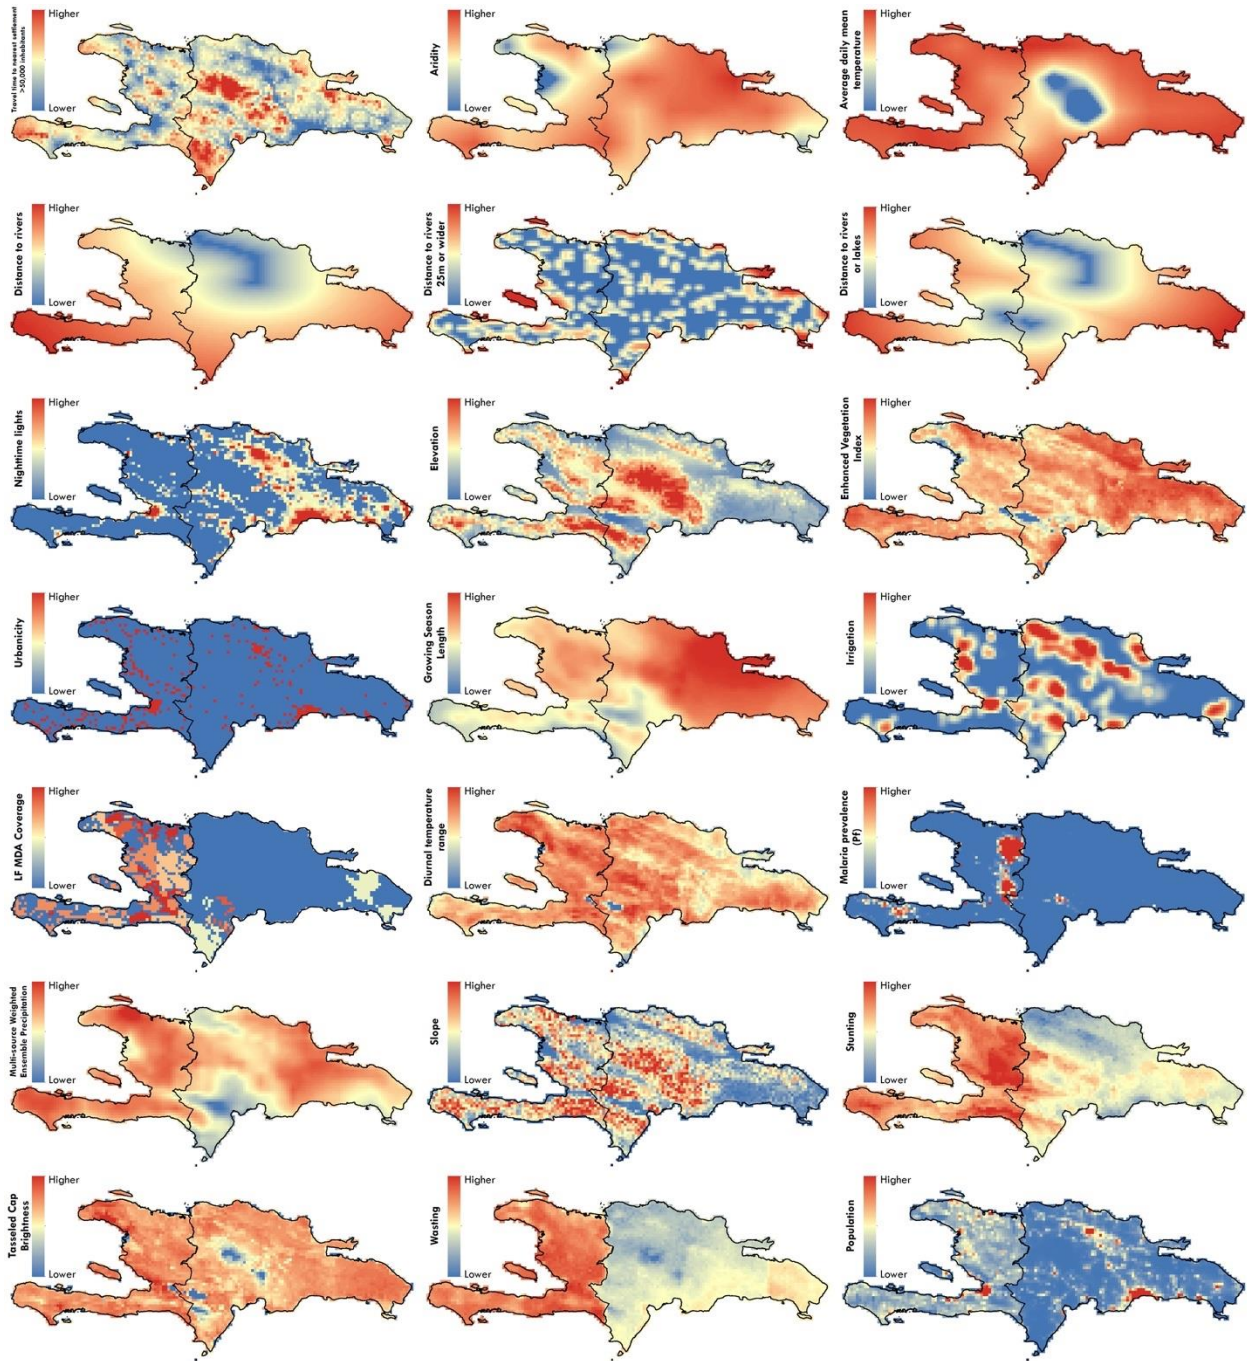 Travel time to nearest settlement
>50,000 inhabitants
Higher
Lower
Aridity
Higher
Lower
Average daily mean
temperature
Higher
Lower
Distance to rivers
Higher
Lower
Distance to rivers
25m or wider
Higher
Lower
Distance to rivers
or lakes
Higher
Lower
Nighttime lights
Higher
Lower
Elevation
Higher
Lower
Enhanced Vegetation
Index
Higher
Lower
Urbanicity
Higher
Lower
Growing Season
Length
Higher
Lower
Irrigation
Higher
Lower
LF MDA Coverage
Higher
Lower
Diurnal temperature
range
Higher
Lower
Malaria prevalence
(Pf)
Higher
Lower
Multi-source Weighted
Ensemble Precipitation
Higher
Lower
Slope
Higher
Lower
Stunting
Higher
Lower
Tasseled Cap
Brightness
Higher
Lower
Wasting
Higher
Lower
Population
Higher
Lower